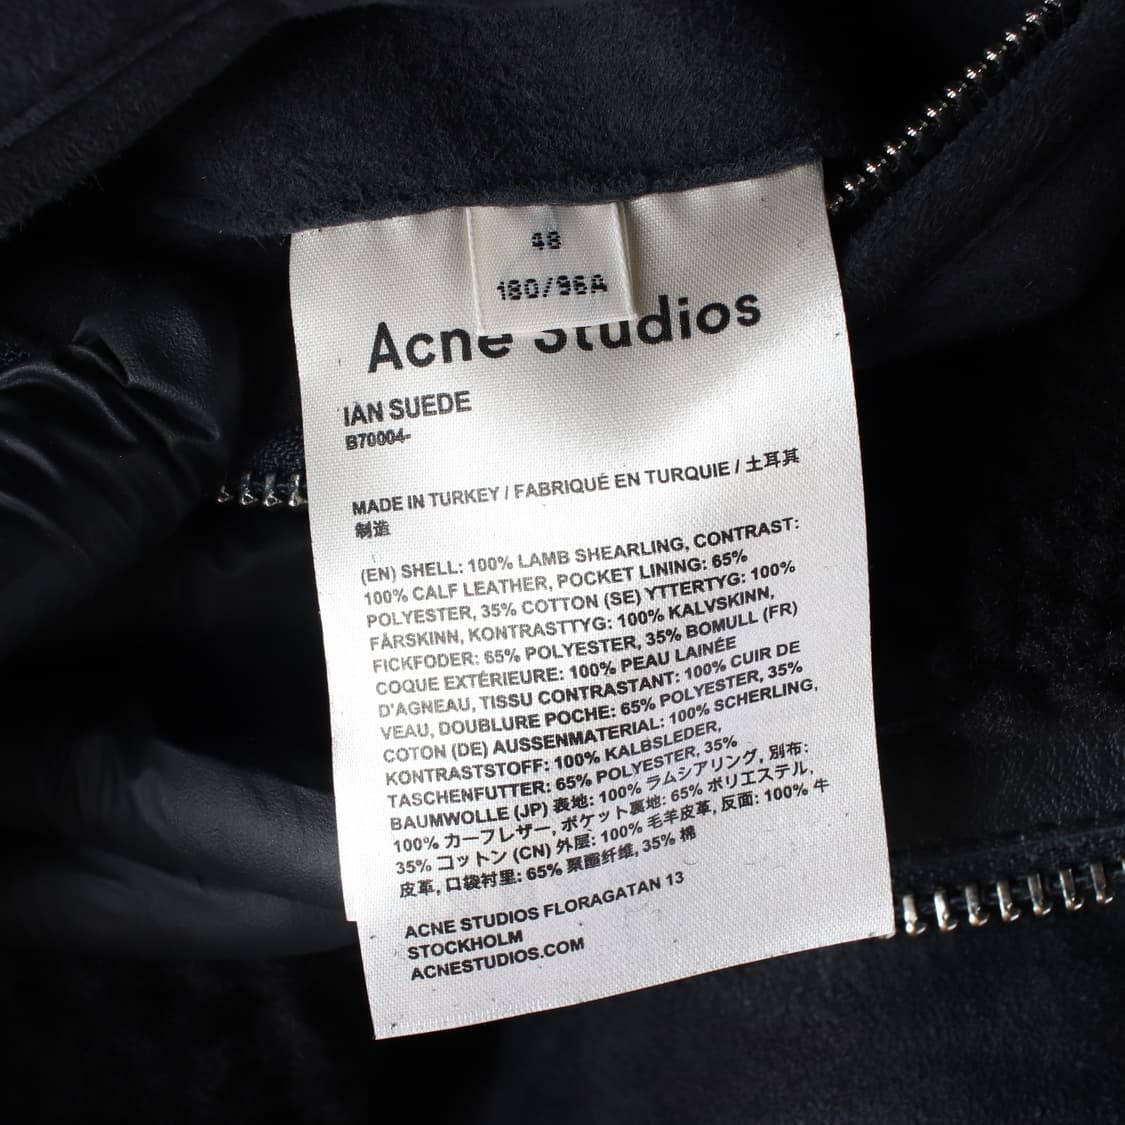 48
180/96A
Acne Studios
IAN SUEDE
B70004-
MADE IN TURKEY / FABRIQUÉ EN TURQUIE / 土耳其
制造
(EN) SHELL: 100% LAMB SHEARLING, CONTRAST:
100% CALF LEATHER, POCKET LINING: 65%
POLYESTER, 35% COTTON (SE) YTTERTYG: 100%
FÅRSKINN, KONTRASTTYG: 100% KALVSKINN,
FICKFODER: 65% POLYESTER, 35% BOMULL (FR)
COQUE EXTÉRIEURE: 100% PEAU LAINÉE
D'AGNEAU, TISSU CONTRASTANT: 100% CUIR DE
VEAU, DOUBLURE POCHE: 65% POLYESTER, 35%
COTON (DE) AUSSENMATERIAL: 100% SCHERLING,
KONTRASTSTOFF: 100% KALBSLEDER,
TASCHENFUTTER: 65% POLYESTER, 35%
BAUMWOLLE (JP) 表地: 100% ラムシアリング, 別布:
100% カーフレザー, ポケット裏地: 65% ポリエステル,
35% コットン (CN) 外层: 100% 毛羊皮革, 反面: 100% 牛
皮革, 口袋衬里: 65% 聚酯纤维, 35% 棉
ACNE STUDIOS FLORAGATAN 13
STOCKHOLM
ACNESTUDIOS.COM